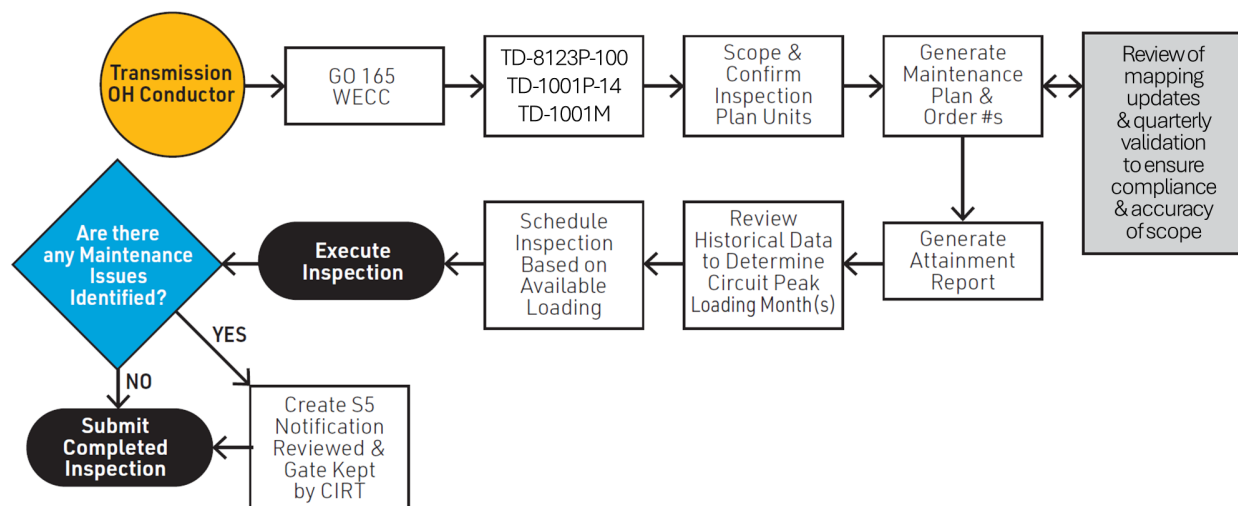 Transmission
OH Conductor
GO 165
WECC
TD-8123P-100
TD-1001P-14
TD-1001M
Scope &
Confirm
Inspection
Plan Units
Generate
Maintenance
Plan &
Order #s
Review of
mapping
updates
& quarterly
validation
to ensure
compliance
& accuracy
of scope
Generate
Attainment
Report
Review
Historical Data
to Determine
Circuit Peak
Loading Month(s)
Schedule
Inspection
Based on
Available
Loading
Execute
Inspection
Are there
any Maintenance
Issues
Identified?
YES
NO
Create S5
Notification
Reviewed &
Gate Kept
by CIRT
Submit
Completed
Inspection